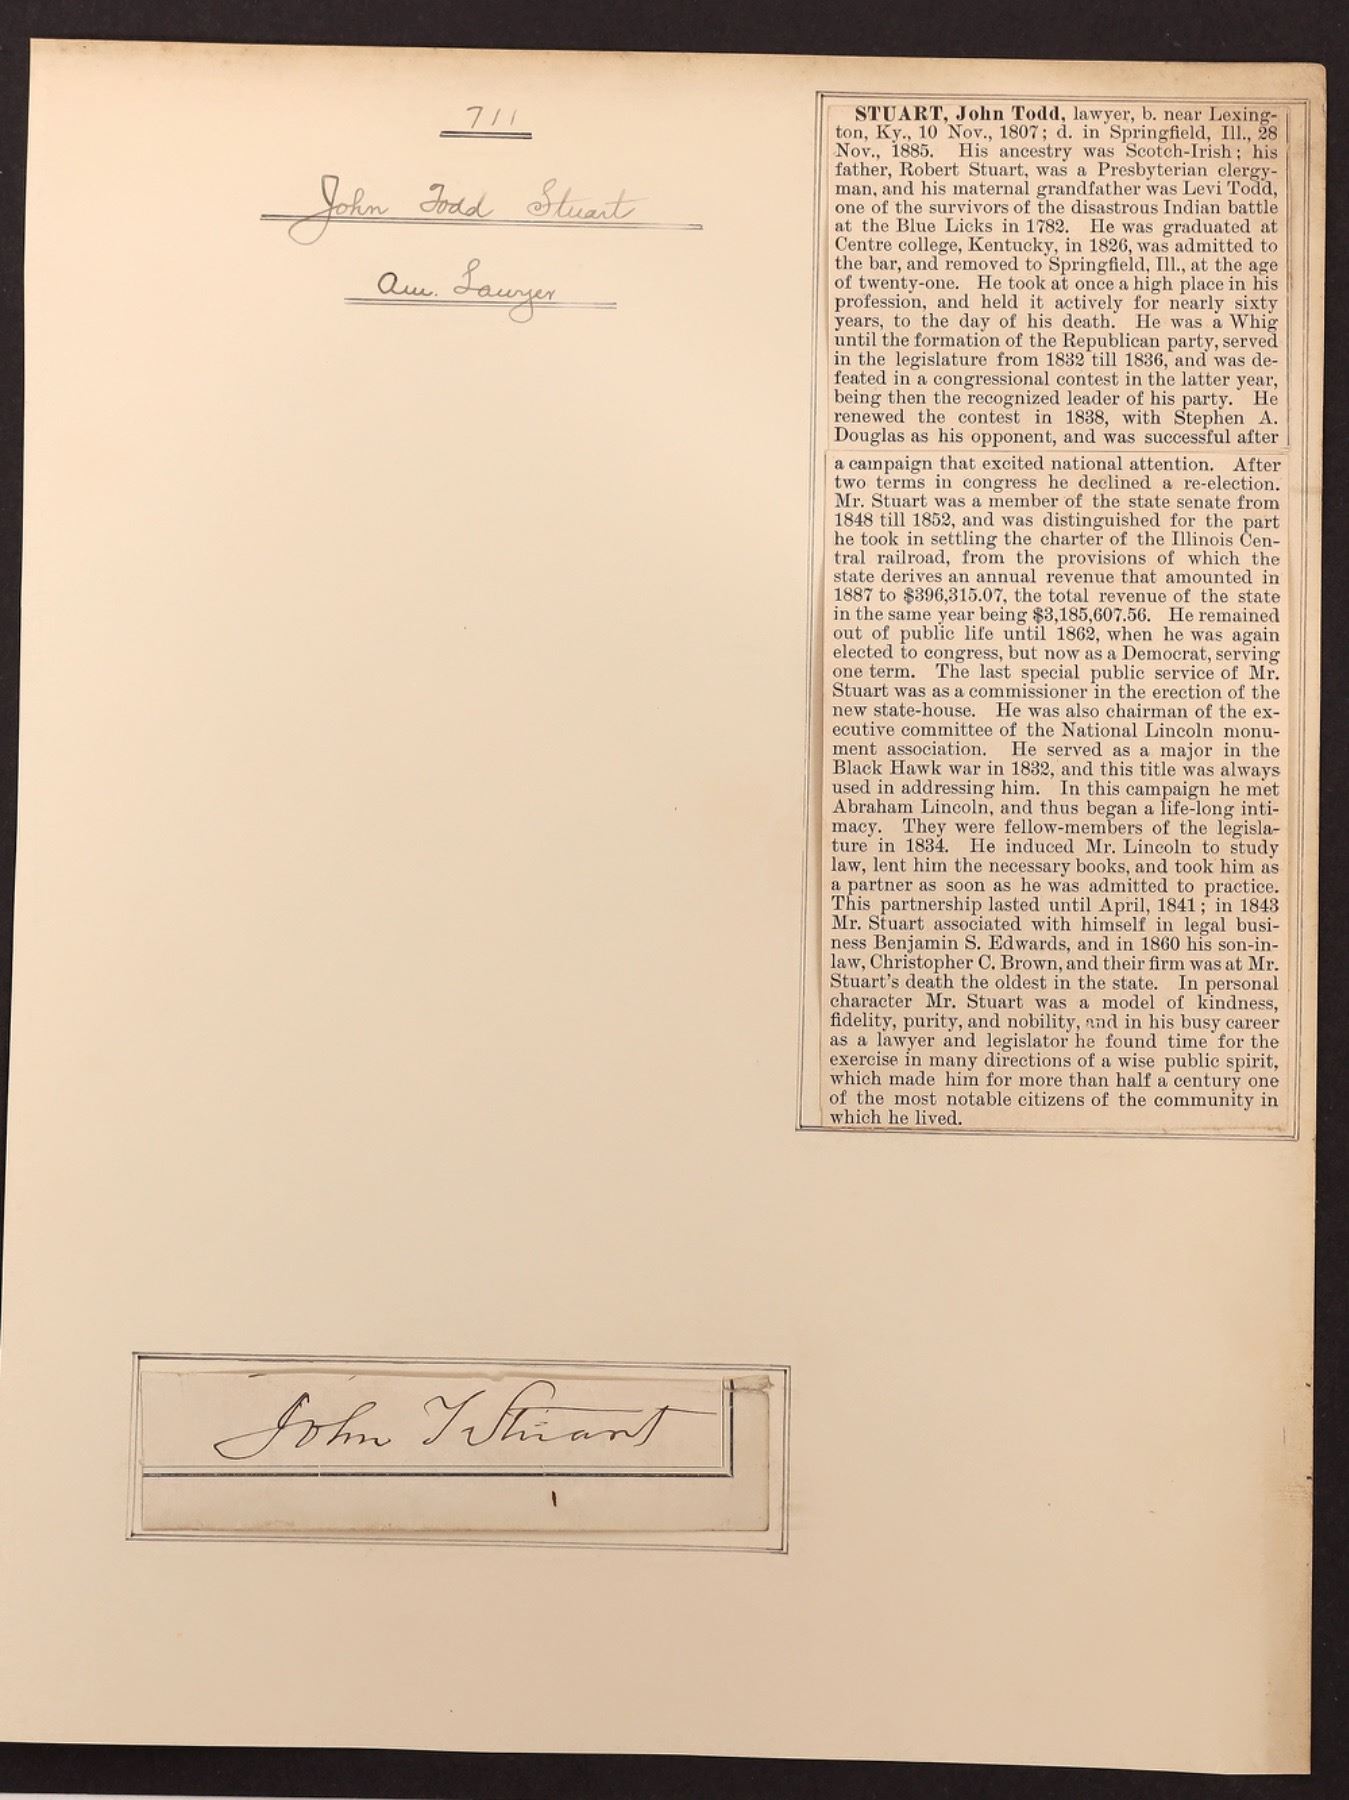 711
John Todd Stuart
Am. Lawyer
STUART, John Todd, lawyer, b. near Lexing-
ton, Ky., 10 Nov., 1807; d. in Springfield, Ill., 28
Nov., 1885. His ancestry was Scotch-Irish; his
father, Robert Stuart, was a Presbyterian clergy-
man, and his maternal grandfather was Levi Todd,
one of the survivors of the disastrous Indian battle
at the Blue Licks in 1782. He was graduated at
Centre college, Kentucky, in 1826, was admitted to
the bar, and removed to Springfield, Ill., at the age
of twenty-one. He took at once a high place in his
profession, and held it actively for nearly sixty
years, to the day of his death. He was a Whig
until the formation of the Republican party, served
in the legislature from 1832 till 1836, and was de-
feated in a congressional contest in the latter year,
being then the recognized leader of his party. He
renewed the contest in 1838, with Stephen A.
Douglas as his opponent, and was successful after
a campaign that excited national attention. After
two terms in congress he declined a re-election.
Mr. Stuart was a member of the state senate from
1848 till 1852, and was distinguished for the part
he took in settling the charter of the Illinois Cen-
tral railroad, from the provisions of which the
state derives an annual revenue that amounted in
1887 to $396,315.07, the total revenue of the state
in the same year being $3,185,607.56. He remained
out of public life until 1862, when he was again
elected to congress, but now as a Democrat, serving
one term. The last special public service of Mr.
Stuart was as a commissioner in the erection of the
new state-house. He was also chairman of the ex-
ecutive committee of the National Lincoln monu-
ment association. He served as a major in the
Black Hawk war in 1832, and this title was always
used in addressing him. In this campaign he met
Abraham Lincoln, and thus began a life-long inti-
macy. They were fellow-members of the legisla-
ture in 1834. He induced Mr. Lincoln to study
law, lent him the necessary books, and took him as
a partner as soon as he was admitted to practice.
This partnership lasted until April, 1841; in 1843
Mr. Stuart associated with himself in legal busi-
ness Benjamin S. Edwards, and in 1860 his son-in-
law, Christopher C. Brown, and their firm was at Mr.
Stuart's death the oldest in the state. In personal
character Mr. Stuart was a model of kindness,
fidelity, purity, and nobility, and in his busy career
as a lawyer and legislator he found time for the
exercise in many directions of a wise public spirit,
which made him for more than half a century one
of the most notable citizens of the community in
which he lived.
John T Stuart